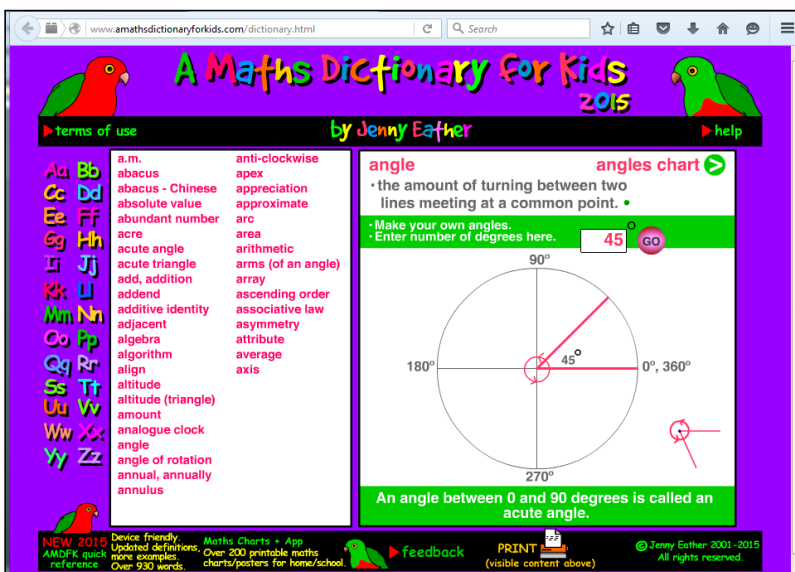 www.amathsdictionaryforkids.com/dictionary.html
Search
A Maths Dictionary for Kids
2015
by Jenny Eather
terms of use
help
Aa Bb
Cc Dd
Ee Ff
Gg Hh
Ii Jj
Kk Ll
Mm Nn
Oo Pp
Qq Rr
Ss Tt
Uu Vv
Ww Xx
Yy Zz
a.m.
abacus
abacus - Chinese
absolute value
abundant number
acre
acute angle
acute triangle
add, addition
addend
additive identity
adjacent
algebra
algorithm
align
altitude
altitude (triangle)
amount
analogue clock
angle
angle of rotation
annual, annually
annulus
anti-clockwise
apex
appreciation
approximate
arc
area
arithmetic
arms (of an angle)
array
ascending order
associative law
asymmetry
attribute
average
axis
angle
angles chart >
• the amount of turning between two
lines meeting at a common point. •
• Make your own angles.
• Enter number of degrees here.
45°
GO
90°
180°
45°
0°, 360°
270°
An angle between 0 and 90 degrees is called an
acute angle.
NEW 2015
AMDFK quick
reference
Device friendly.
Updated definitions,
more examples.
Over 930 words.
Maths Charts + App
Over 200 printable maths
charts/posters for home/school.
feedback
PRINT
(visible content above)
© Jenny Eather 2001-2015
All rights reserved.